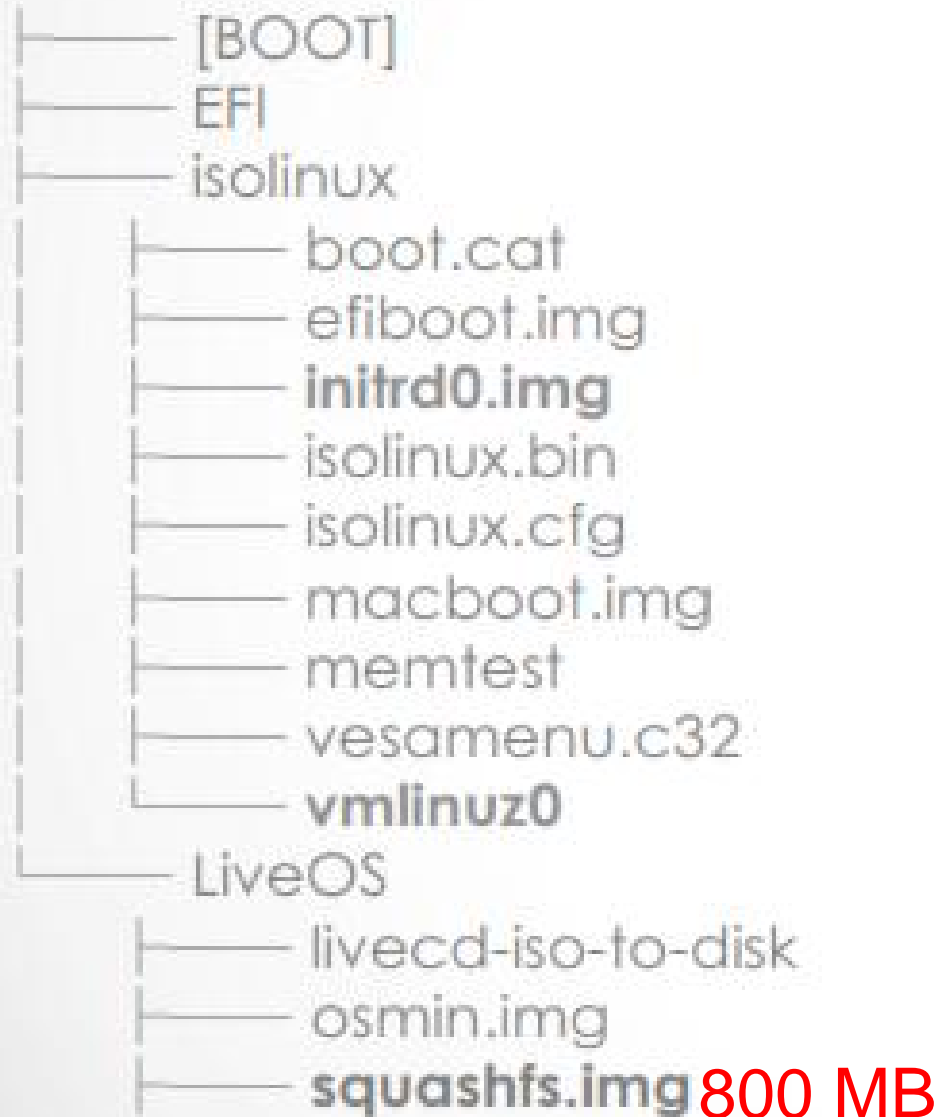 [BOOT]
EFI
isolinux
boot.cat
efiboot.img
initrd0.img
isolinux.bin
isolinux.cfg
macboot.img
memtest
vesamenu.c32
vmlinuz0
LiveOS
livecd-iso-to-disk
osmin.img
squashfs.img 800 MB